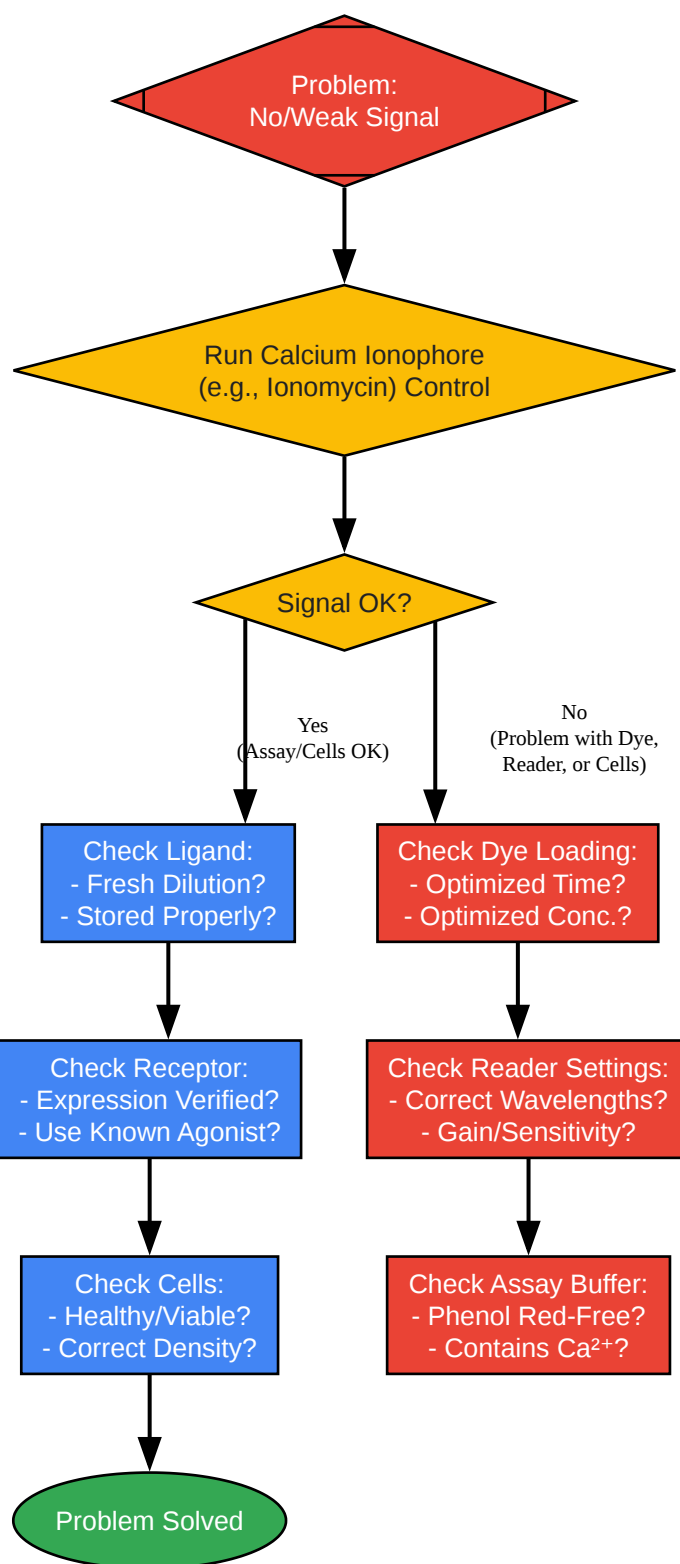 Problem:
No/Weak Signal
Run Calcium Ionophore
(e.g., Ionomycin) Control
Signal OK?
Yes
(Assay/Cells OK)
No
(Problem with Dye,
Reader, or Cells)
Check Ligand:
- Fresh Dilution?
- Stored Properly?
Check Dye Loading:
- Optimized Time?
- Optimized Conc.?
Check Receptor:
- Expression Verified?
- Use Known Agonist?
Check Reader Settings:
- Correct Wavelengths?
- Gain/Sensitivity?
Check Cells:
- Healthy/Viable?
- Correct Density?
Check Assay Buffer:
- Phenol Red-Free?
- Contains Ca²⁺?
Problem Solved